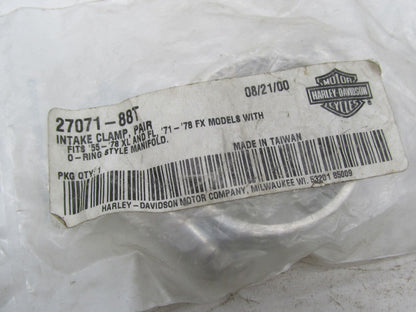 08/21/00
MOTOR
HARLEY-DAVIDSON
CYCLES
27071-88T
INTAKE CLAMP, PAIR
FITS '55-'78 XL AND FL, '71-'78 FX MODELS WITH
O-RING STYLE MANIFOLD.
MADE IN TAIWAN
PKG QTY: 1
HARLEY-DAVIDSON MOTOR COMPANY, MILWAUKEE WI. 53201 85009